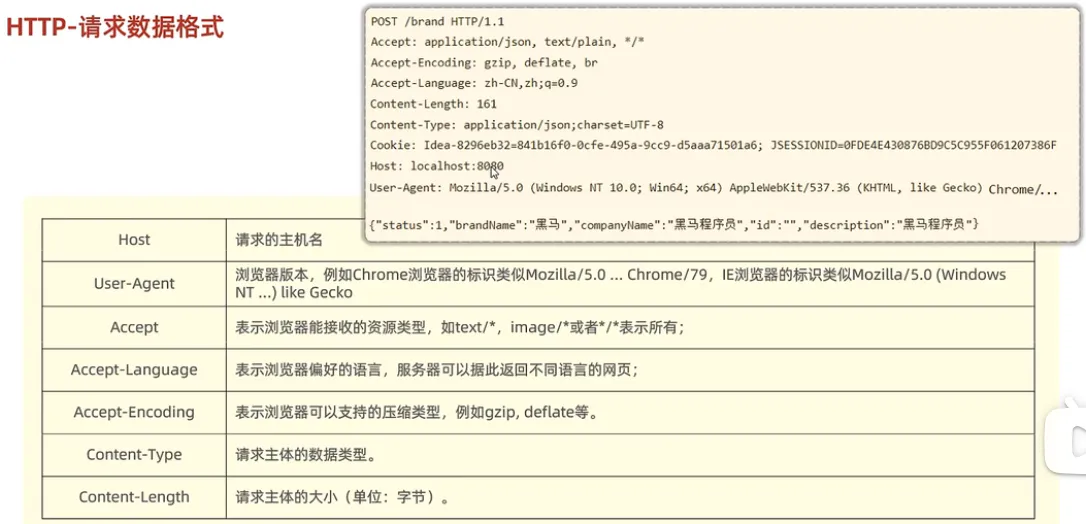 HTTP-请求数据格式
POST /brand HTTP/1.1
Accept: application/json, text/plain, */*
Accept-Encoding: gzip, deflate, br
Accept-Language: zh-CN,zh;q=0.9
Content-Length: 161
Content-Type: application/json;charset=UTF-8
Cookie: Idea-8296eb32=841b16f0-0cfe-495a-9cc9-d5aaa71501a6; JSESSIONID=0FDE4E430876BD9C5C955F061207386F
Host: localhost:8080
User-Agent: Mozilla/5.0 (Windows NT 10.0; Win64; x64) AppleWebKit/537.36 (KHTML, like Gecko) Chrome/...
{"status":1,"brandName":"黑马","companyName":"黑马程序员","id":"","description":"黑马程序员"}
Host 请求的主机名
User-Agent 浏览器版本，例如Chrome浏览器的标识类似Mozilla/5.0 ... Chrome/79，IE浏览器的标识类似Mozilla/5.0 (Windows
NT ...) like Gecko
Accept 表示浏览器能接收的资源类型，如text/*，image/*或者*/*表示所有；
Accept-Language 表示浏览器偏好的语言，服务器可以据此返回不同语言的网页；
Accept-Encoding 表示浏览器可以支持的压缩类型，例如gzip, deflate等。
Content-Type 请求主体的数据类型。
Content-Length 请求主体的大小（单位：字节）。